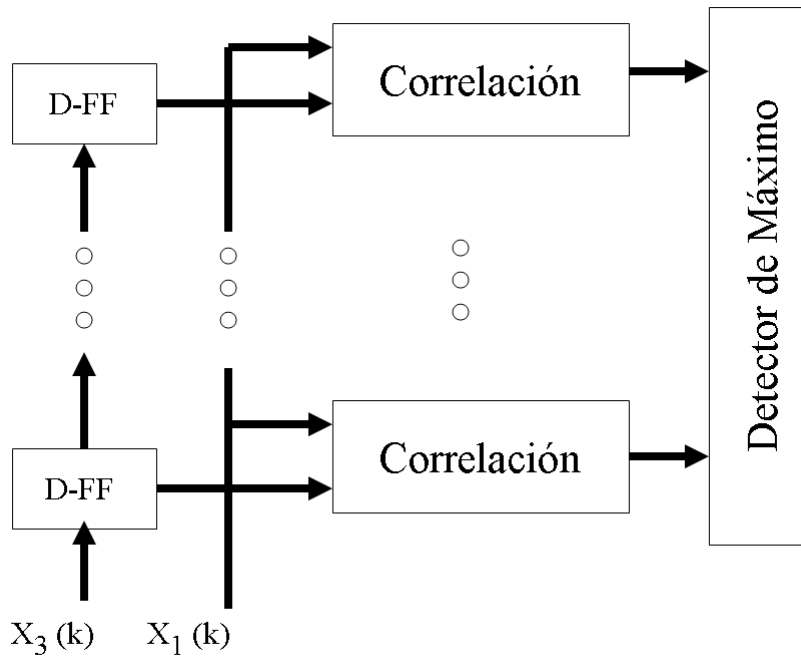 D-FF
Correlación
Detector de Máximo
D-FF
Correlación
X₃ (k)
X₁ (k)